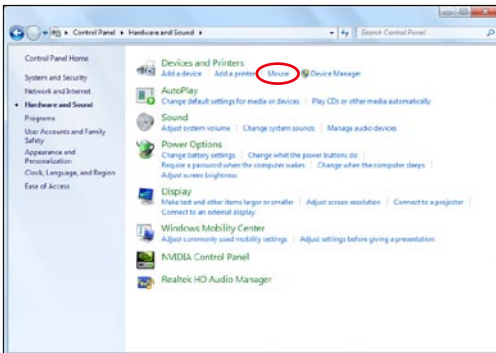 Control Panel ▸ Hardware and Sound ▸
Search Control Panel
Control Panel Home
System and Security
Network and Internet
Hardware and Sound
Programs
User Accounts and Family
Safety
Appearance and
Personalization
Clock, Language, and Region
Ease of Access
Devices and Printers
Add a device | Add a printer | Mouse | Device Manager
AutoPlay
Change default settings for media or devices | Play CDs or other media automatically
Sound
Adjust system volume | Change system sounds | Manage audio devices
Power Options
Change battery settings | Change what the power buttons do |
Require a password when the computer wakes | Change when the computer sleeps |
Adjust screen brightness
Display
Make text and other items larger or smaller | Adjust screen resolution | Connect to a projector |
Connect to an external display
Windows Mobility Center
Adjust commonly used mobility settings | Adjust settings before giving a presentation
NVIDIA Control Panel
Realtek HD Audio Manager